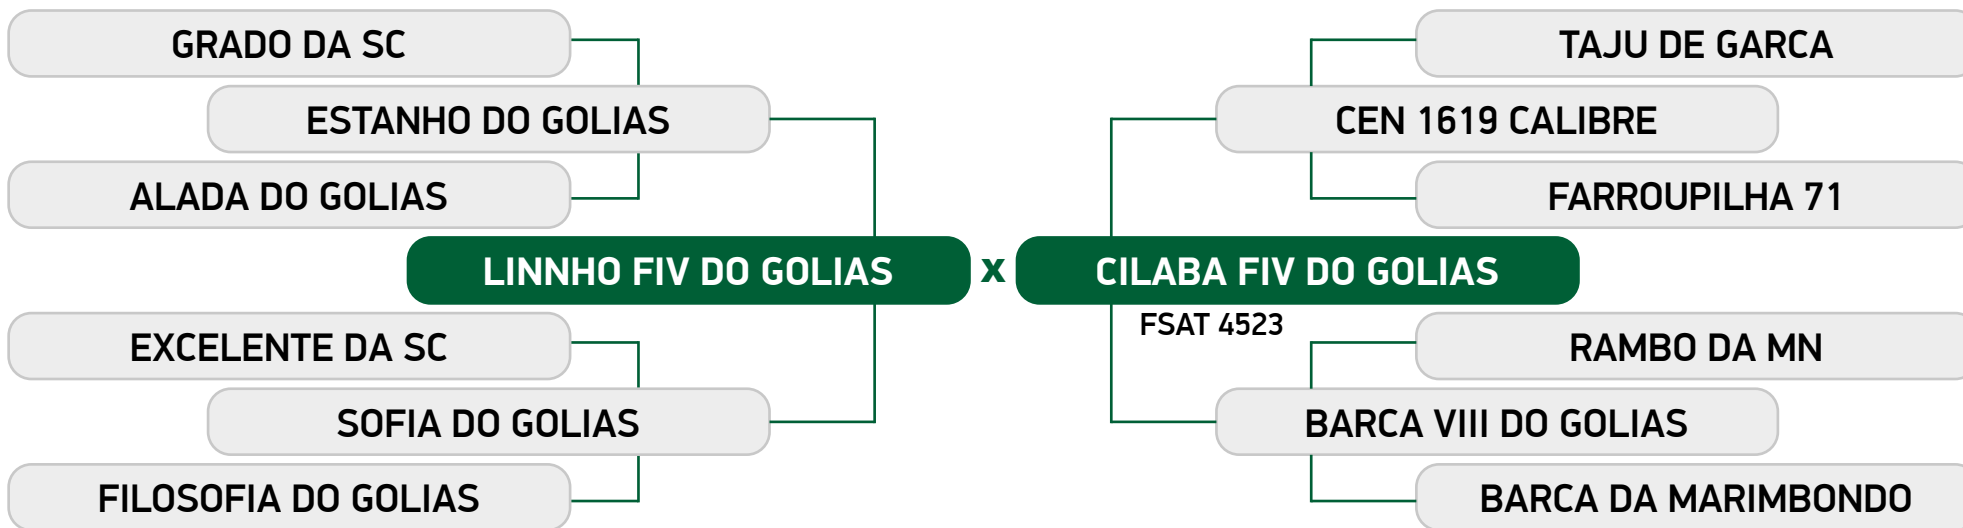 GRADO DA SC
TAJU DE GARCA
ESTANHO DO GOLIAS
CEN 1619 CALIBRE
ALADA DO GOLIAS
FARROUPILHA 71
LINNHO FIV DO GOLIAS x CILABA FIV DO GOLIAS
FSAT 4523
EXCELENTE DA SC
RAMBO DA MN
SOFIA DO GOLIAS
BARCA VIII DO GOLIAS
FILOSOFIA DO GOLIAS
BARCA DA MARIMBONDO